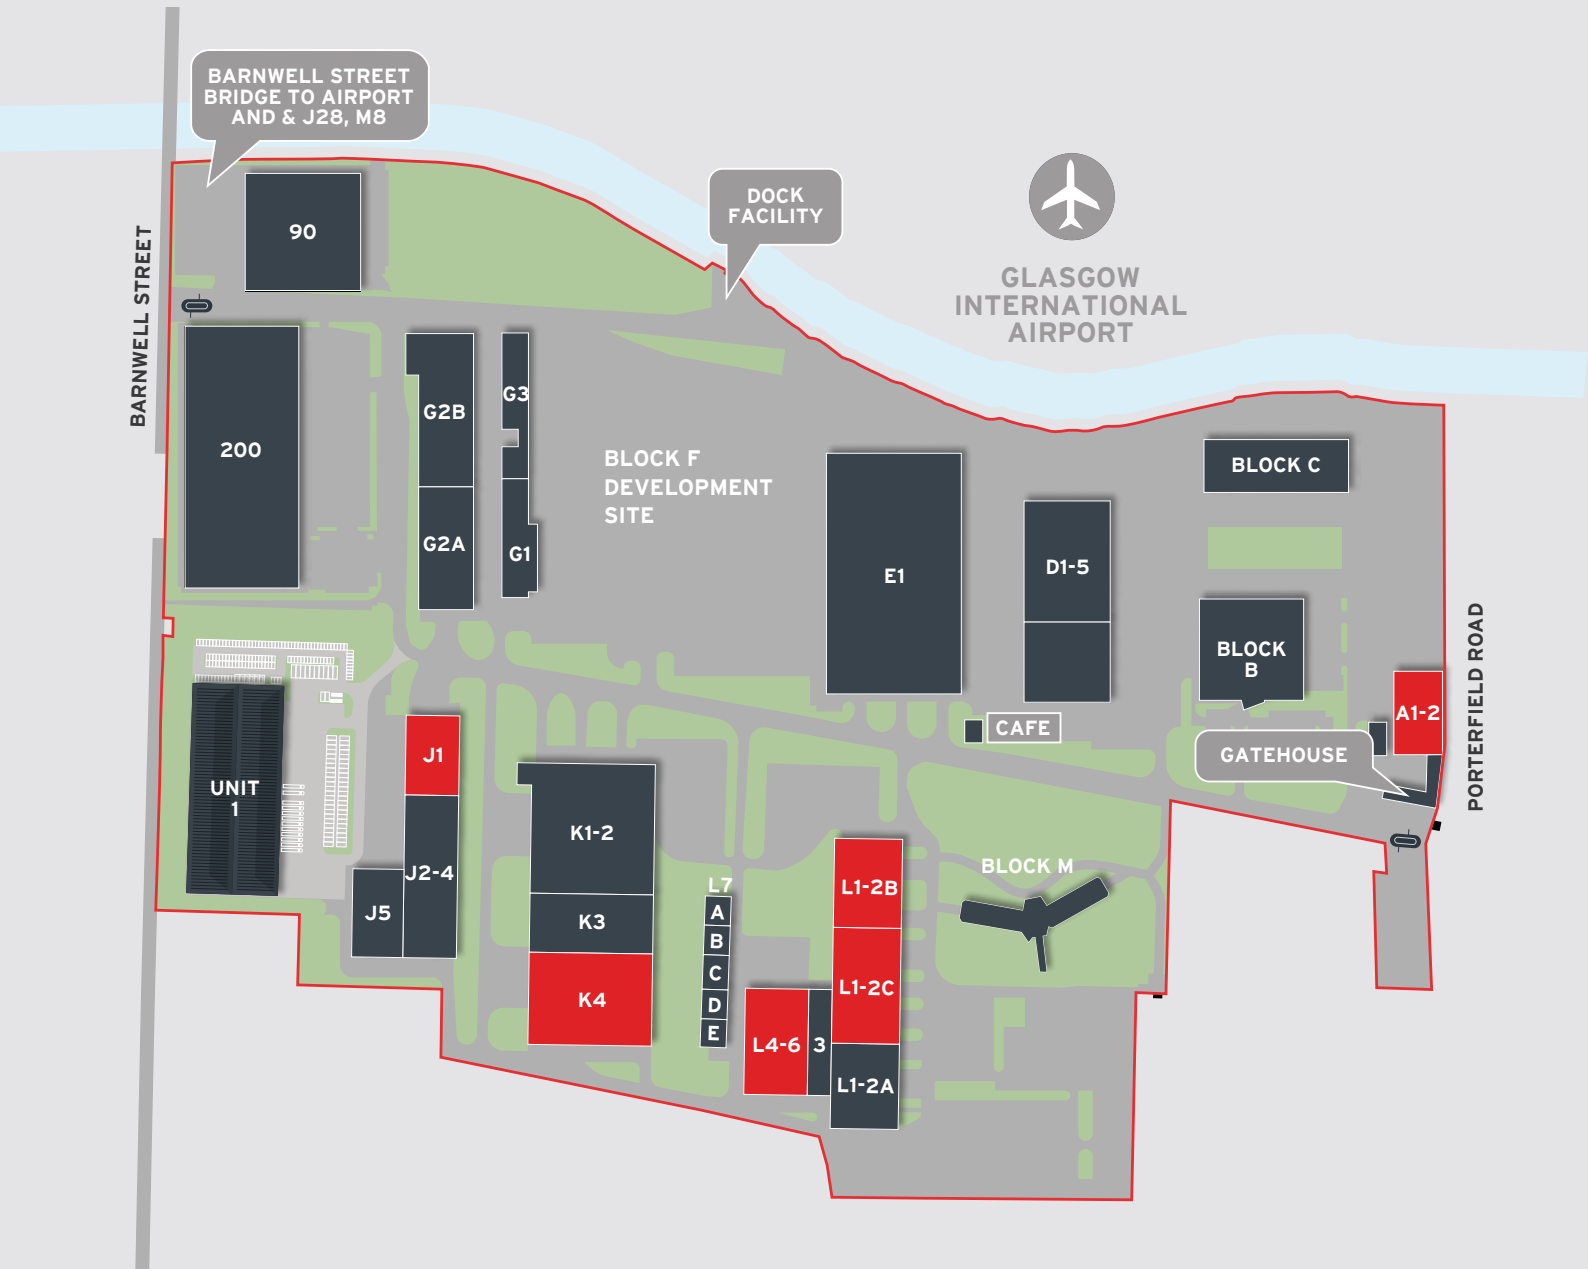 BARNWELL STREET
BRIDGE TO AIRPORT
AND & J28, M8
DOCK
FACILITY
GLASGOW
INTERNATIONAL
AIRPORT
BARNWELL STREET
90
200
G2B
G3
G2A
G1
BLOCK F
DEVELOPMENT
SITE
E1
D1-5
BLOCK C
BLOCK
B
A1-2
GATEHOUSE
PORTERFIELD ROAD
CAFE
UNIT
1
J1
J2-4
J5
K1-2
K3
K4
L7
A
B
C
D
E
L1-2B
L1-2C
L4-6
3
L1-2A
BLOCK M